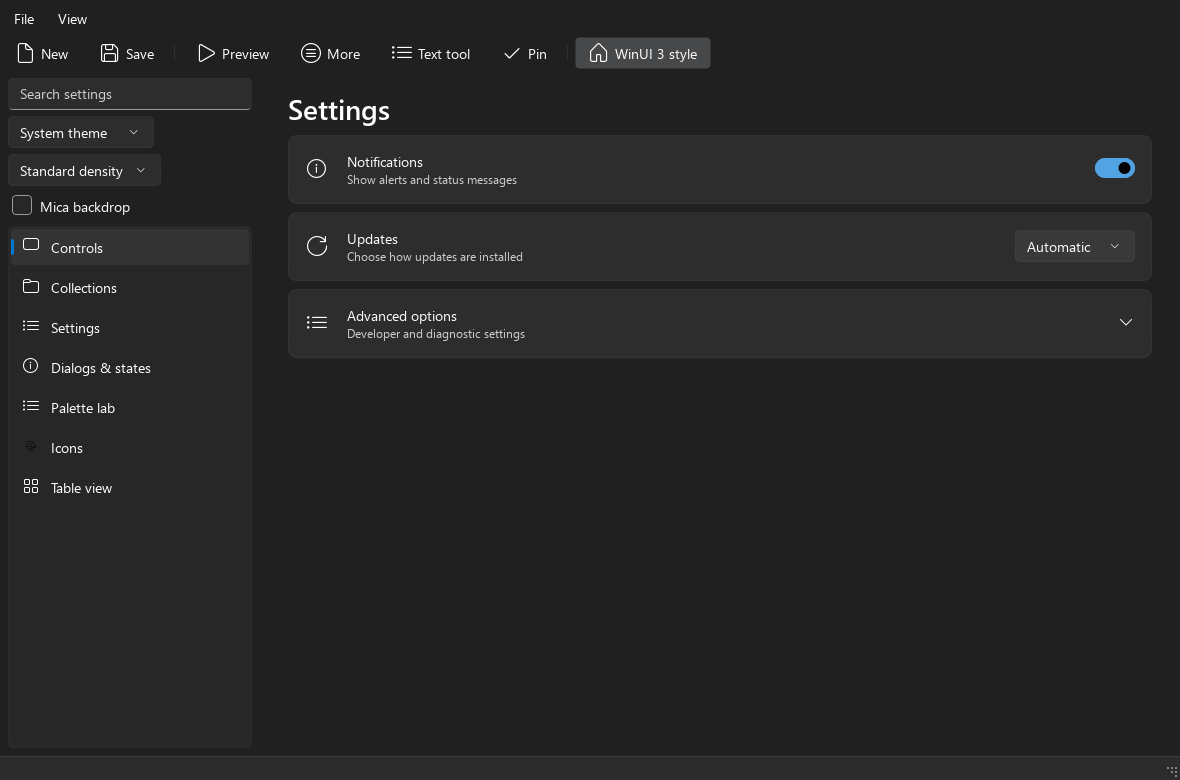 File View
New Save Preview More Text tool Pin WinUI 3 style
Search settings
System theme
Standard density
Mica backdrop
Controls
Collections
Settings
Dialogs & states
Palette lab
Icons
Table view
Settings
Notifications
Show alerts and status messages
Updates
Choose how updates are installed
Automatic
Advanced options
Developer and diagnostic settings